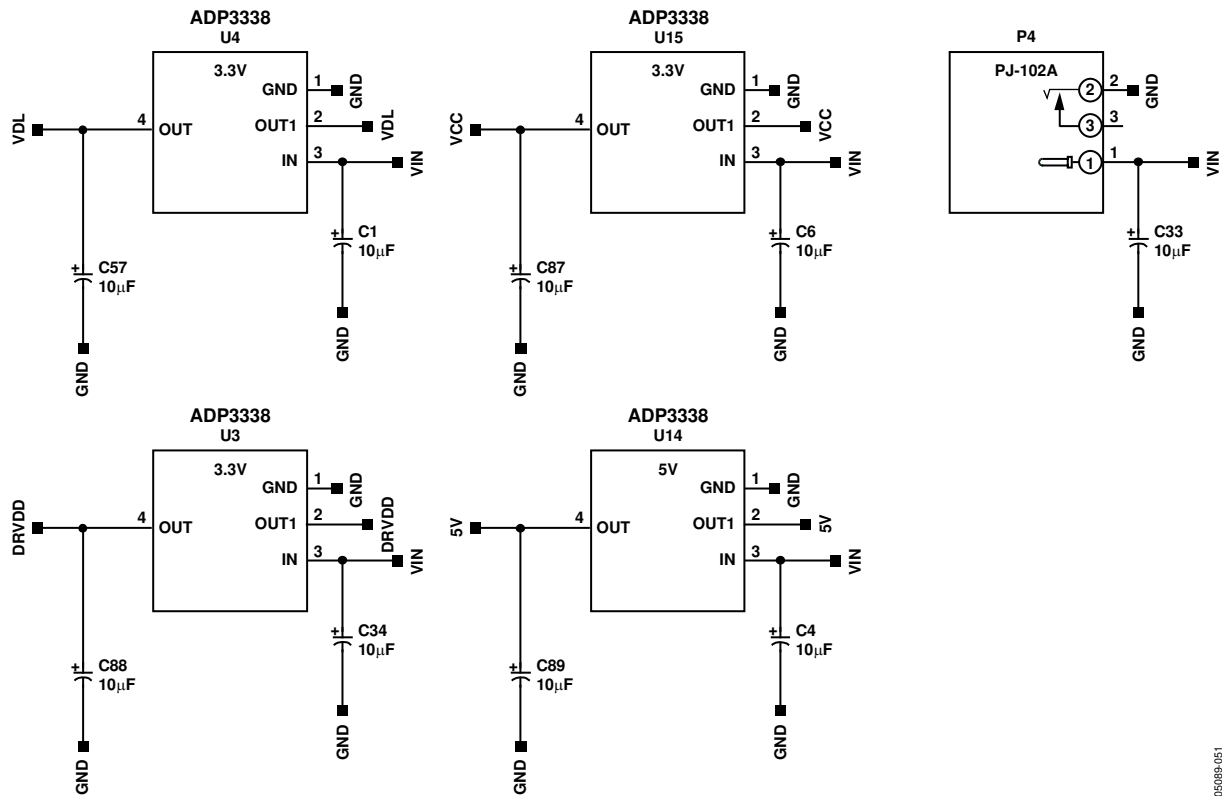 ADP3338
U4
3.3V
GND
1
GND
OUT1
2
VDL
IN
3
VIN
VDL
4
OUT
C1
10μF
GND
C57
10μF
GND
ADP3338
U15
3.3V
GND
1
GND
OUT1
2
VCC
IN
3
VIN
VCC
4
OUT
C6
10μF
GND
C87
10μF
GND
P4
PJ-102A
2
2
GND
3
3
1
1
VIN
C33
10μF
GND
ADP3338
U3
3.3V
GND
1
GND
OUT1
2
DRVDD
IN
3
VIN
DRVDD
4
OUT
C34
10μF
GND
C88
10μF
GND
ADP3338
U14
5V
GND
1
GND
OUT1
2
5V
IN
3
VIN
5V
4
OUT
C4
10μF
GND
C89
10μF
GND
05089-051